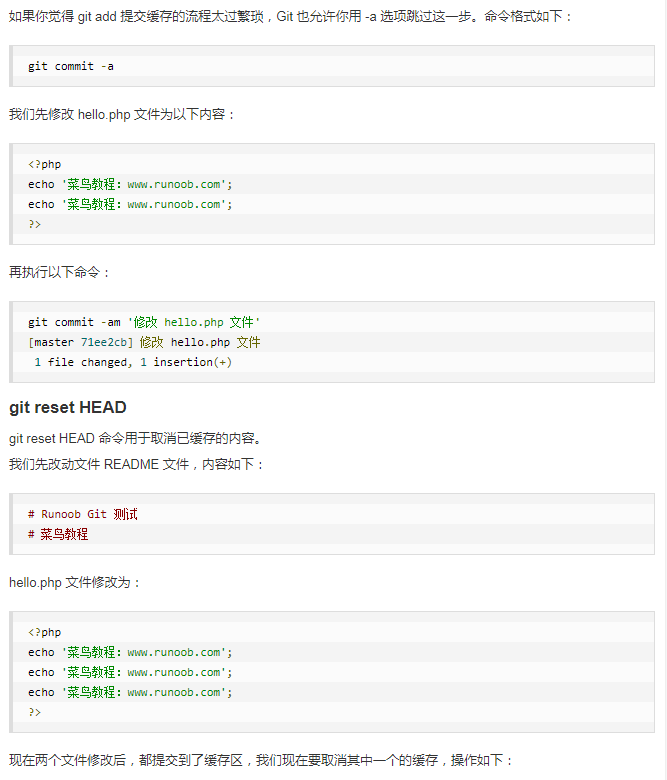 如果你觉得 git add 提交缓存的流程太过繁琐，Git 也允许你用 -a 选项跳过这一步。命令格式如下：
git commit -a
我们先修改 hello.php 文件为以下内容：
<?php
echo '菜鸟教程：www.runoob.com';
echo '菜鸟教程：www.runoob.com';
?>
再执行以下命令：
git commit -am '修改 hello.php 文件'
[master 71ee2cb] 修改 hello.php 文件
 1 file changed, 1 insertion(+)
git reset HEAD
git reset HEAD 命令用于取消已缓存的内容。
我们先改动文件 README 文件，内容如下：
# Runoob Git 测试
# 菜鸟教程
hello.php 文件修改为：
<?php
echo '菜鸟教程：www.runoob.com';
echo '菜鸟教程：www.runoob.com';
echo '菜鸟教程：www.runoob.com';
?>
现在两个文件修改后，都提交到了缓存区，我们现在要取消其中一个的缓存，操作如下：